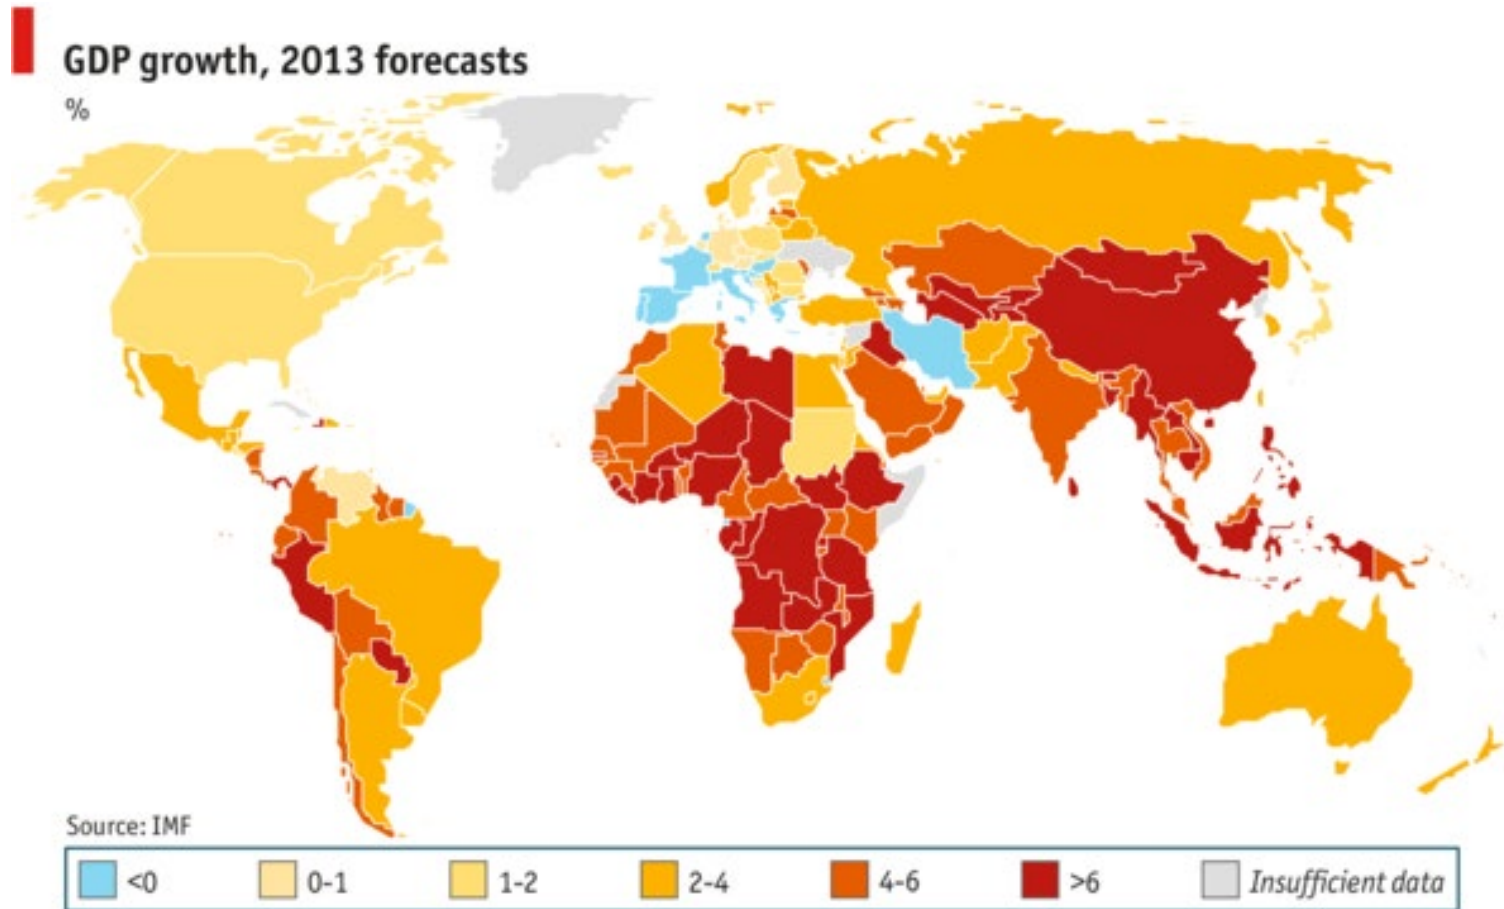 GDP growth, 2013 forecasts
%
Source: IMF
<0 0-1 1-2 2-4 4-6 >6 Insufficient data